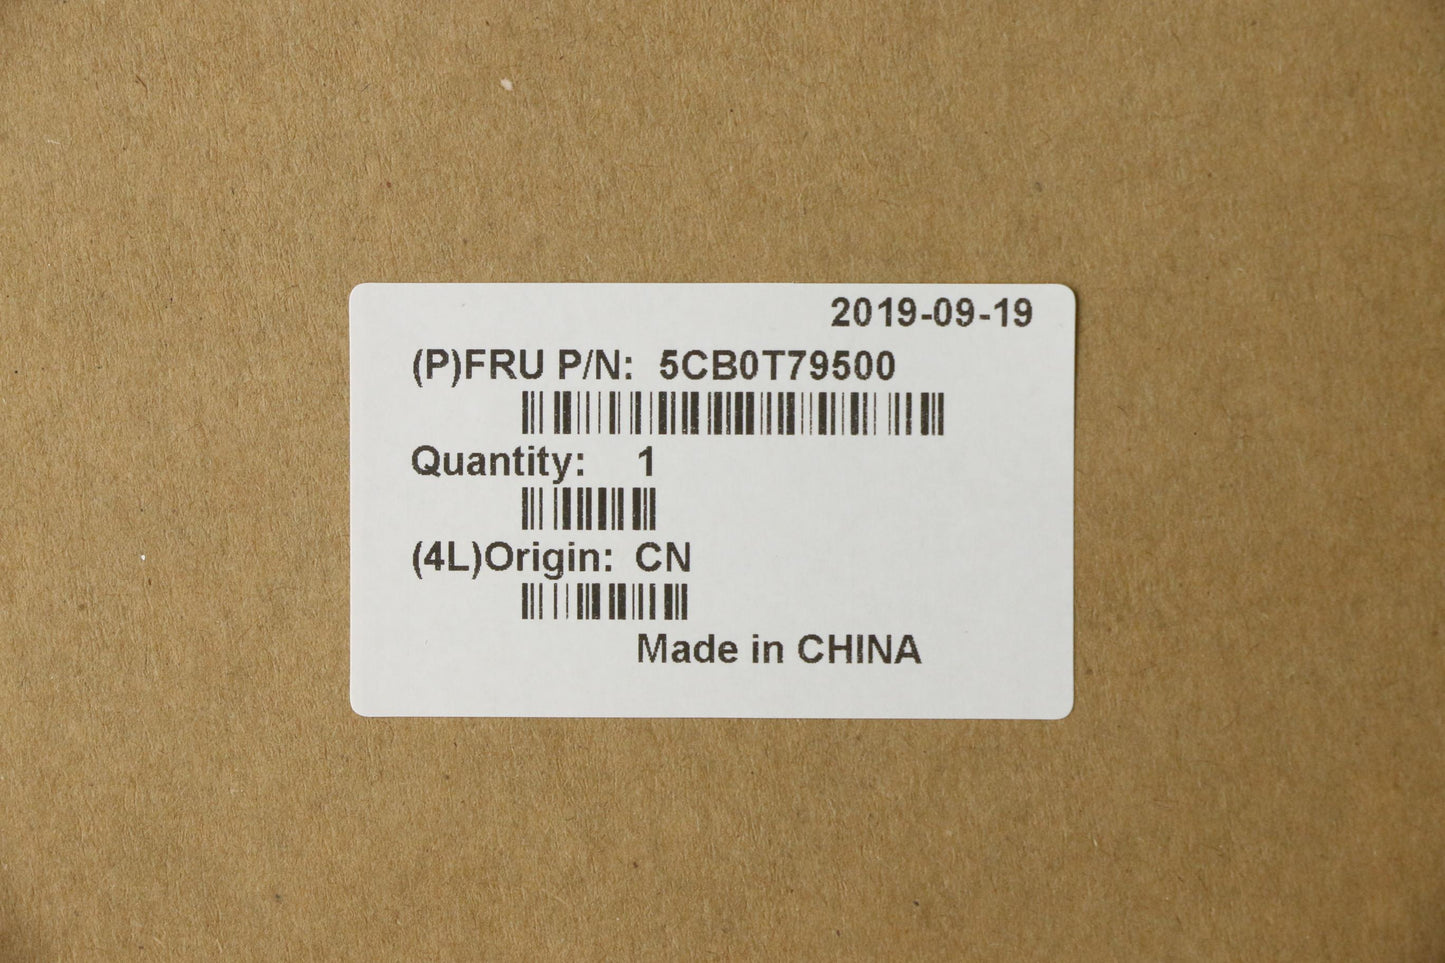 2019-09-19
(P)FRU P/N: 5CB0T79500
Quantity: 1
(4L)Origin: CN
Made in CHINA